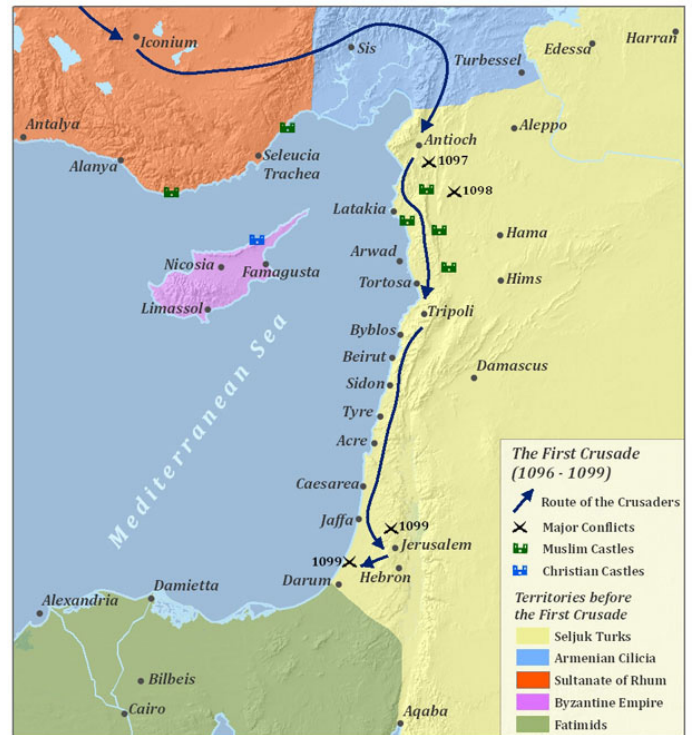 Iconium
Sis
Turbessel
Edessa
Harran
Antalya
Alanya
Seleucia
Trachea
Antioch
Aleppo
1097
1098
Latakia
Hama
Arwad
Nicosia
Famagusta
Tortosa
Hims
Limassol
Tripoli
Byblos
Beirut
Damascus
Sidon
Tyre
Acre
Mediterranean Sea
Caesarea
Jaffa
1099
Jerusalem
1099
Hebron
Darum
Damietta
Alexandria
Bilbeis
Cairo
Aqaba
The First Crusade
(1096 - 1099)
Route of the Crusaders
Major Conflicts
Muslim Castles
Christian Castles
Territories before
the First Crusade
Seljuk Turks
Armenian Cilicia
Sultanate of Rhum
Byzantine Empire
Fatimids